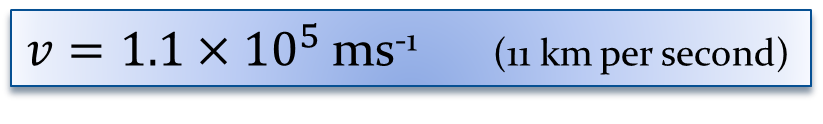 v = 1.1 × 10⁵ ms⁻¹ (11 km per second)